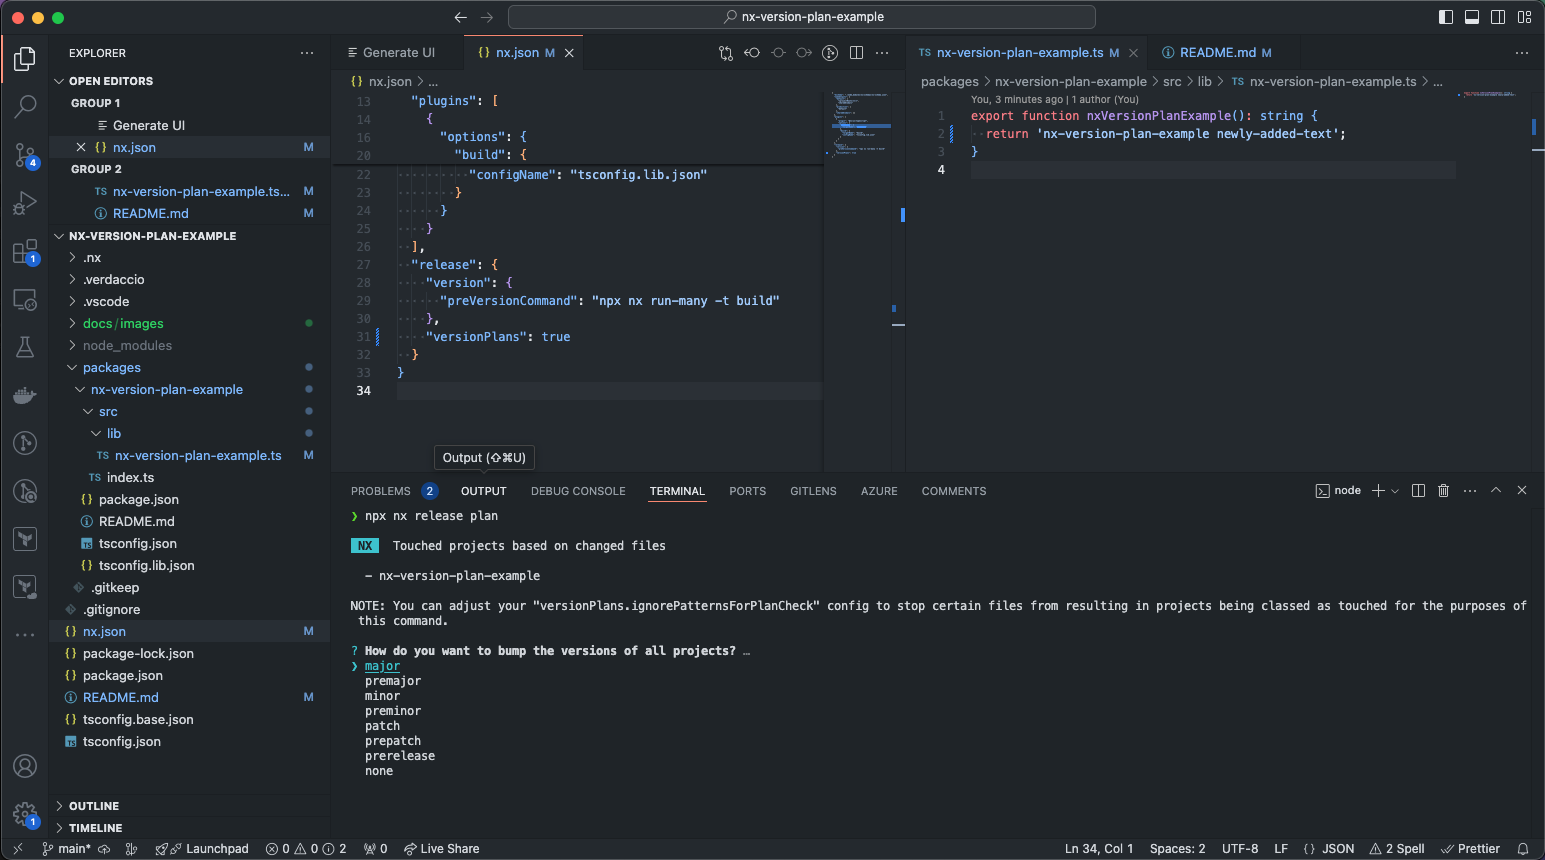 nx-version-plan-example
EXPLORER
OPEN EDITORS
GROUP 1
Generate UI
{} nx.json M
GROUP 2
TS nx-version-plan-example.ts... M
README.md M
NX-VERSION-PLAN-EXAMPLE
.nx
.verdaccio
.vscode
docs/images
node_modules
packages
nx-version-plan-example
src
lib
TS nx-version-plan-example.ts M
TS index.ts
{} package.json
README.md
TS tsconfig.json
{} tsconfig.lib.json
.gitkeep
.gitignore
{} nx.json M
{} package-lock.json
{} package.json
README.md M
{} tsconfig.base.json
TS tsconfig.json
OUTLINE
TIMELINE
4
1
1
Generate UI
{} nx.json M
{} nx.json > ...
13 "plugins": [
14 {
16 "options": {
20 "build": {
22 "configName": "tsconfig.lib.json"
23 }
24 }
25 }
26 ],
27 "release": {
28 "version": {
29 "preVersionCommand": "npx nx run-many -t build"
30 },
31 "versionPlans": true
32 }
33 }
34
TS nx-version-plan-example.ts M
README.md M
packages > nx-version-plan-example > src > lib > TS nx-version-plan-example.ts > ...
You, 3 minutes ago | 1 author (You)
1 export function nxVersionPlanExample(): string {
2 return 'nx-version-plan-example newly-added-text';
3 }
4
Output (⇧⌘U)
PROBLEMS 2 OUTPUT DEBUG CONSOLE TERMINAL PORTS GITLENS AZURE COMMENTS
node
❯ npx nx release plan
NX Touched projects based on changed files
- nx-version-plan-example
NOTE: You can adjust your "versionPlans.ignorePatternsForPlanCheck" config to stop certain files from resulting in projects being classed as touched for the purposes of
this command.
? How do you want to bump the versions of all projects? …
❯ major
premajor
minor
preminor
patch
prepatch
prerelease
none
main* Launchpad 0 0 2 0 Live Share
Ln 34, Col 1 Spaces: 2 UTF-8 LF {} JSON 2 Spell Prettier